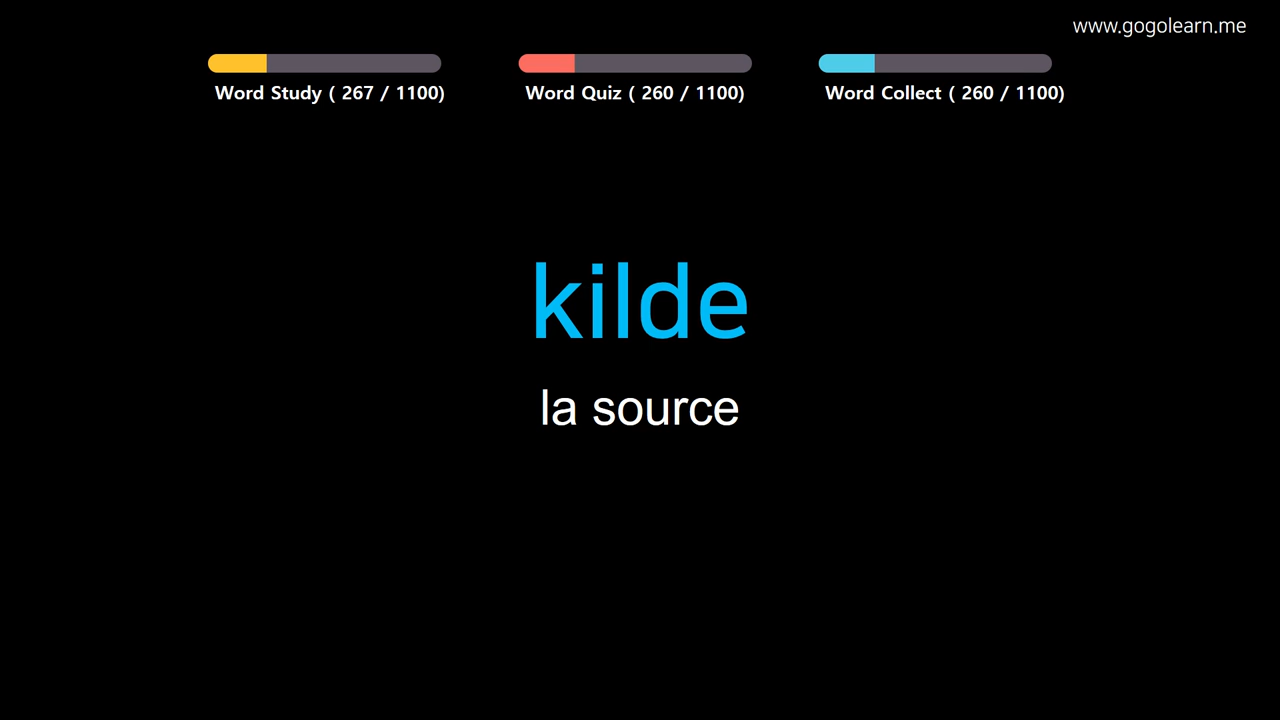 www.gogolearn.me
Word Study ( 267 / 1100)
Word Quiz ( 260 / 1100)
Word Collect ( 260 / 1100)
kilde
la source